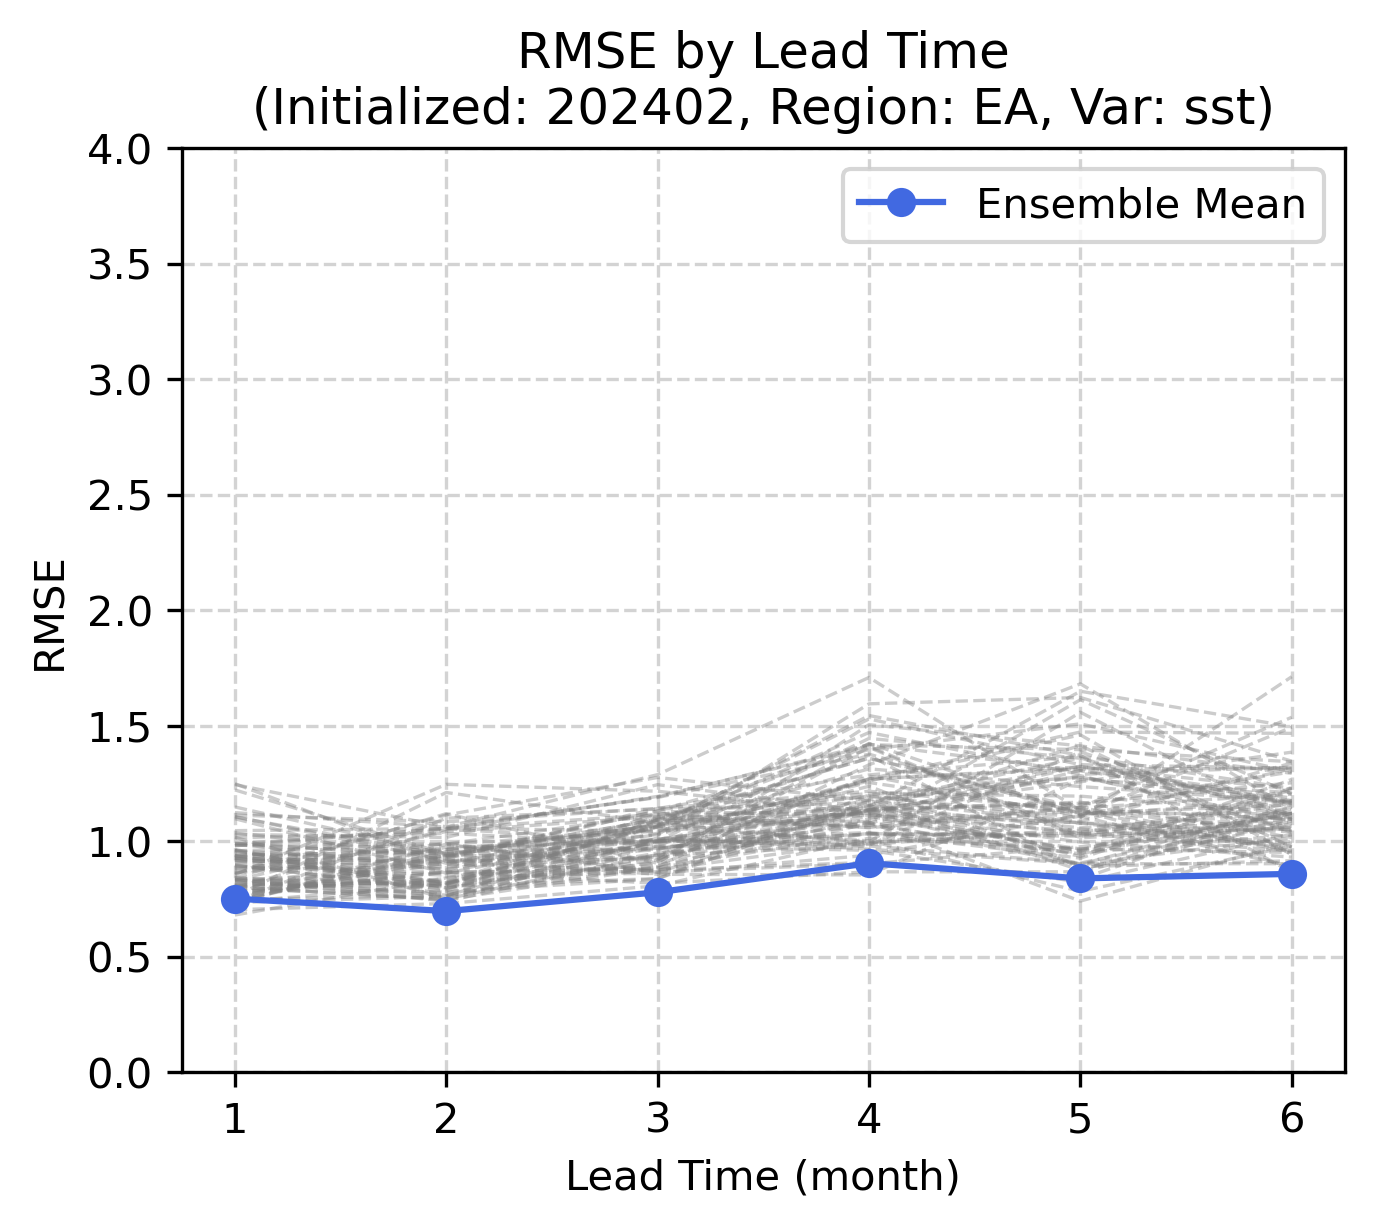 RMSE by Lead Time
(Initialized: 202402, Region: EA, Var: sst)
4.0
3.5
3.0
2.5
2.0
1.5
1.0
0.5
0.0
RMSE
Ensemble Mean
1 2 3 4 5 6
Lead Time (month)